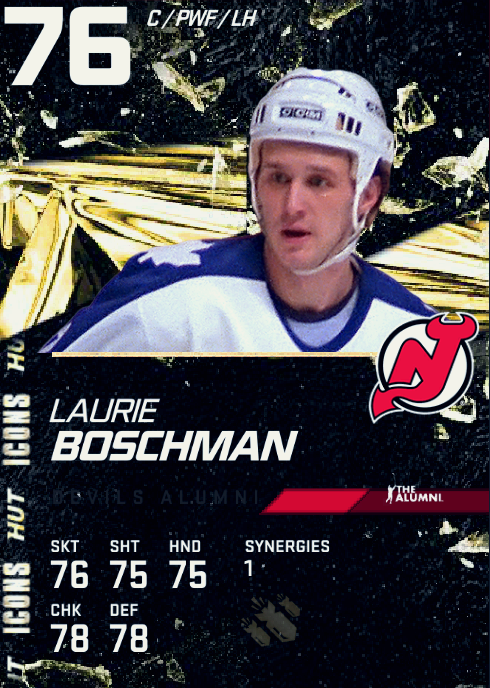 76
C / PWF / LH
CCM
LAURIE
BOSCHMAN
DEVILS ALUMNI
THE
ALUMNI.
SKT SHT HND SYNERGIES
76 75 75 1
CHK DEF
78 78
HUT
ICONS
HUT
ICONS